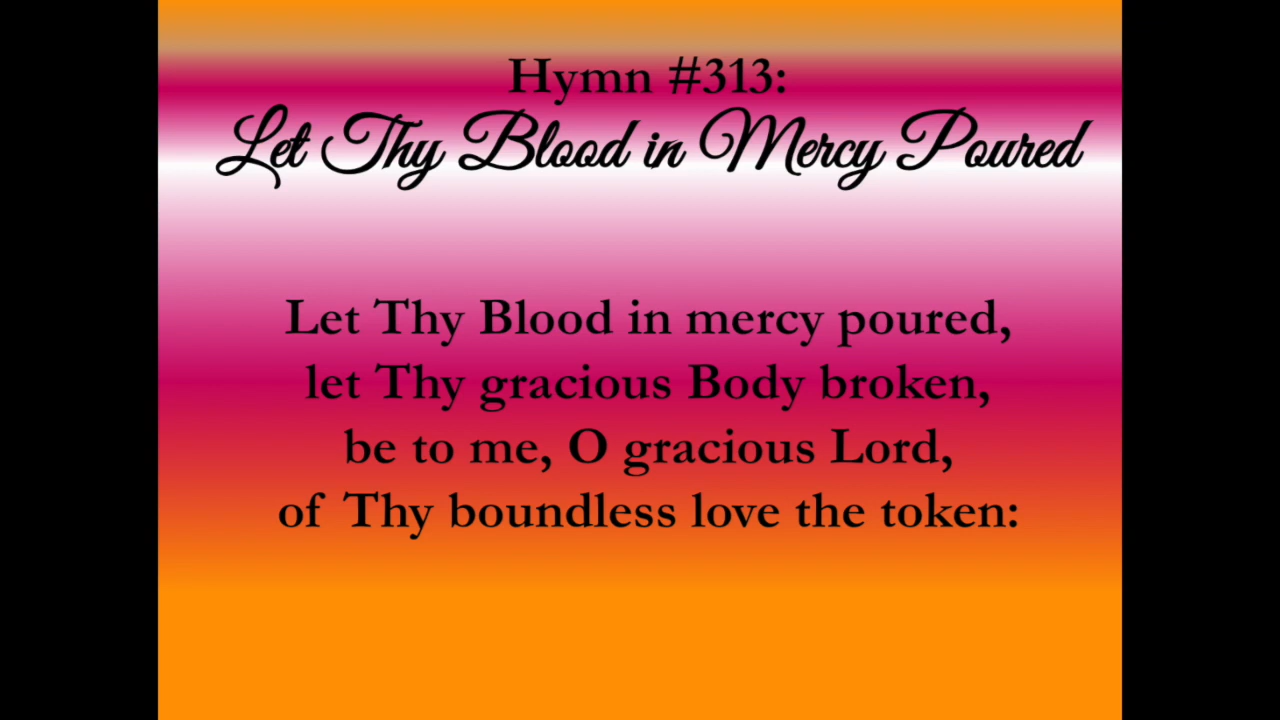 Hymn #313:
Let Thy Blood in Mercy Poured
Let Thy Blood in mercy poured,
let Thy gracious Body broken,
be to me, O gracious Lord,
of Thy boundless love the token: